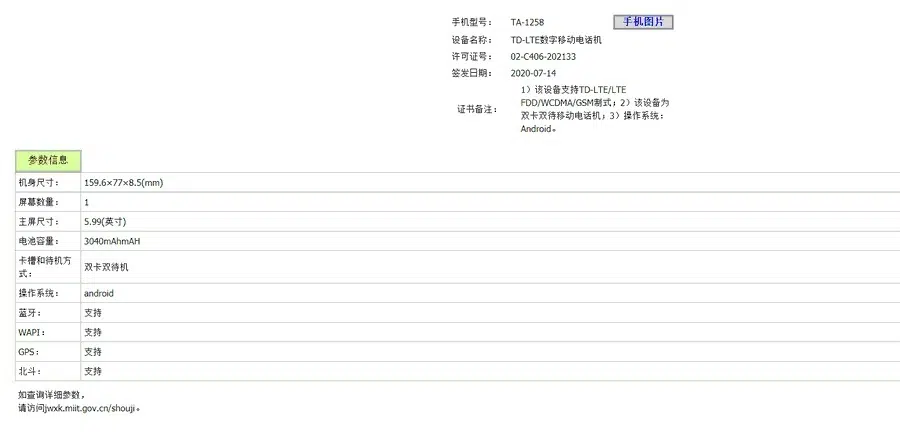 手机型号： TA-1258 手机图片
设备名称： TD-LTE数字移动电话机
许可证号： 02-C406-202133
签发日期： 2020-07-14
证书备注：
1）该设备支持TD-LTE/LTE
FDD/WCDMA/GSM制式；2）该设备为
双卡双待移动电话机；3）操作系统：
Android。
参数信息
机身尺寸： 159.6×77×8.5(mm)
屏幕数量： 1
主屏尺寸： 5.99(英寸)
电池容量： 3040mAhmAH
卡槽和待机方
式： 双卡双待机
操作系统： android
蓝牙： 支持
WAPI： 支持
GPS： 支持
北斗： 支持
如查询详细参数，
请访问jwxk.miit.gov.cn/shouji。